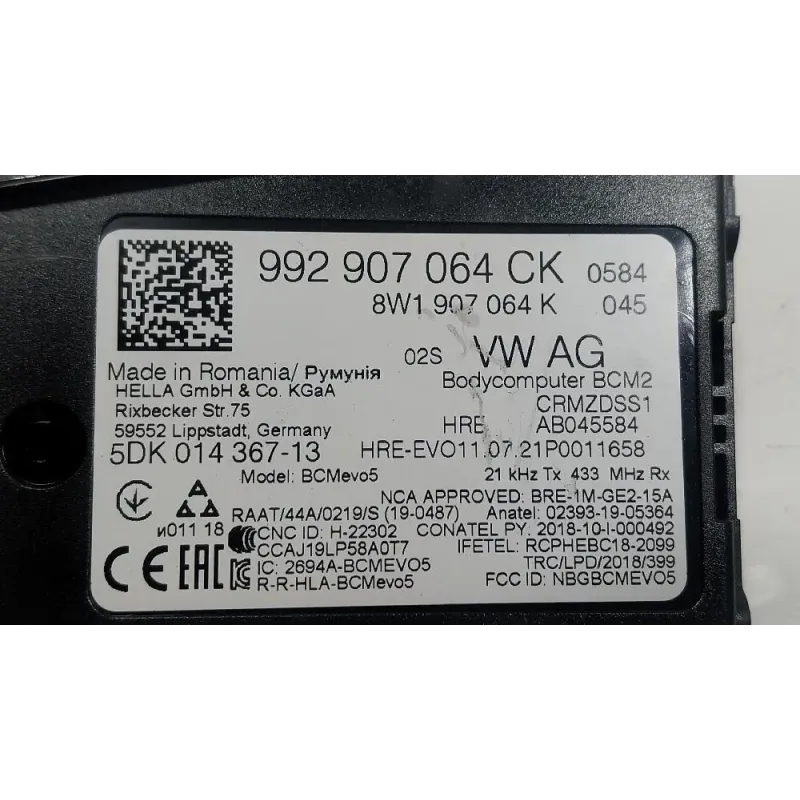 992 907 064 CK 0584
8W1 907 064 K 045
02S VW AG
Made in Romania/ Румунія
Bodycomputer BCM2
HELLA GmbH & Co. KGaA
CRMZDSS1
Rixbecker Str.75
HRE AB045584
59552 Lippstadt, Germany
5DK 014 367-13
HRE-EVO11.07.21P0011658
Model: BCMevo5
21 kHz Tx 433 MHz Rx
NCA APPROVED: BRE-1M-GE2-15A
RAAT/44A/0219/S (19-0487) Anatel: 02393-19-05364
и011 18
CNC ID: H-22302 CONATEL PY. 2018-10-I-000492
CCAJ19LP58A0T7 IFETEL: RCPHEBC18-2099
CE EAC
IC: 2694A-BCMEVO5 TRC/LPD/2018/399
R-R-HLA-BCMevo5 FCC ID: NBGBCMEVO5